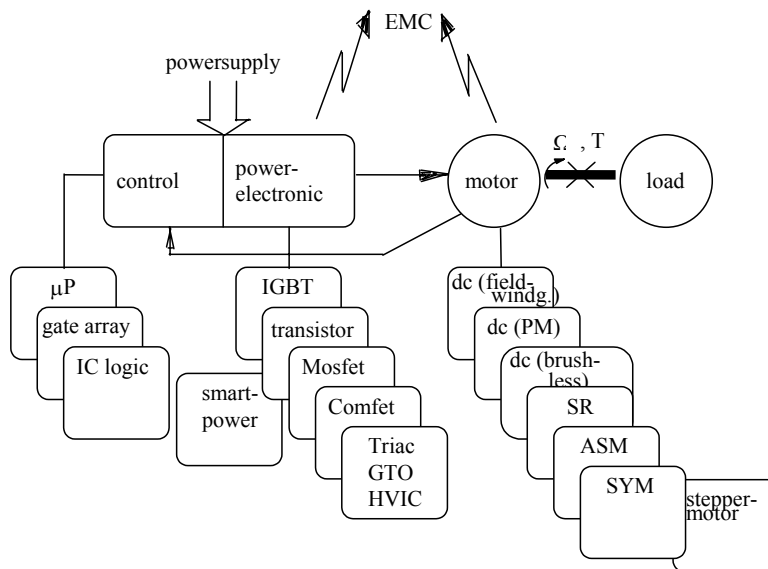 EMC
powersupply
Ω , T
control
power-
electronic
motor
load
μP
gate array
IC logic
IGBT
transistor
Mosfet
Comfet
Triac
GTO
HVIC
smart-
power
dc (field-
windg.)
dc (PM)
dc (brush-
less)
SR
ASM
SYM
stepper-
motor